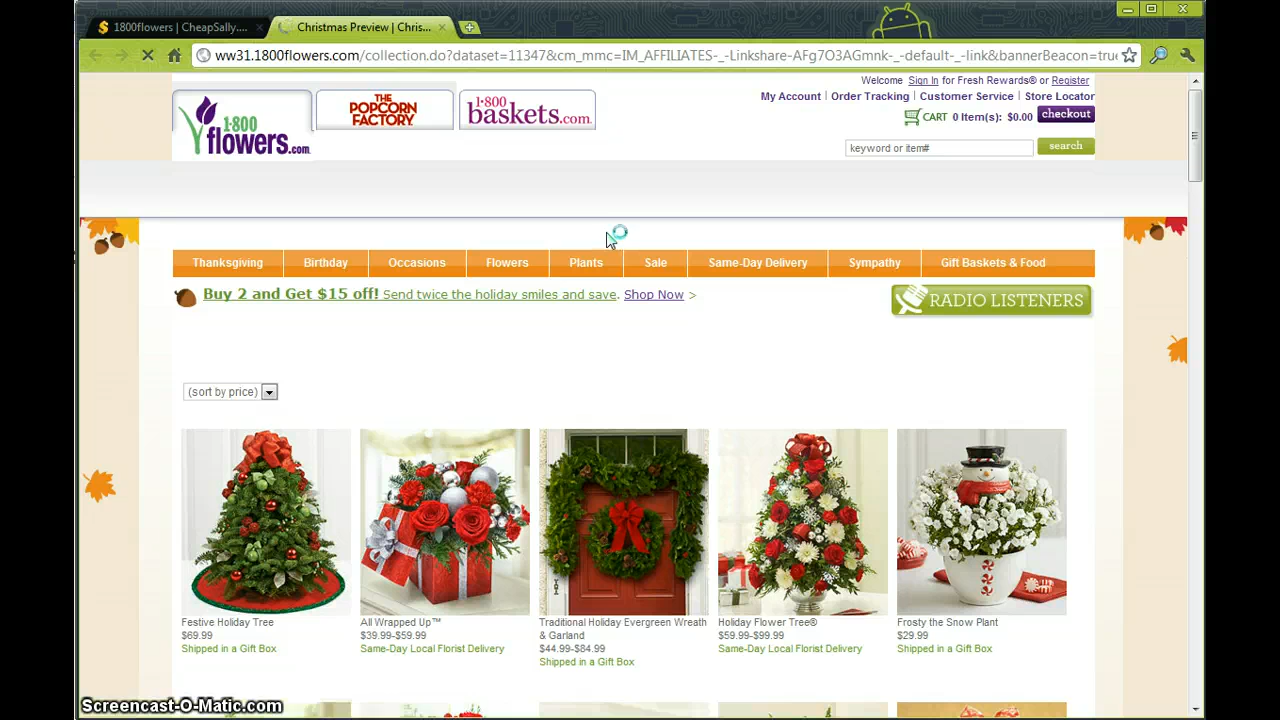 1800flowers | CheapSally....
Christmas Preview | Chris...
ww31.1800flowers.com/collection.do?dataset=11347&cm_mmc=IM_AFFILIATES-_-Linkshare-AFg7O3AGmnk-_-default-_-link&bannerBeacon=true
Welcome Sign In for Fresh Rewards® or Register
My Account | Order Tracking | Customer Service | Store Locator
CART 0 Item(s): $0.00 checkout
keyword or item# search
1·800 flowers.com
THE POPCORN FACTORY
1·800 baskets.com
Thanksgiving Birthday Occasions Flowers Plants Sale Same-Day Delivery Sympathy Gift Baskets & Food
Buy 2 and Get $15 off! Send twice the holiday smiles and save. Shop Now >
RADIO LISTENERS
(sort by price)
Festive Holiday Tree
$69.99
Shipped in a Gift Box
All Wrapped Up™
$39.99-$59.99
Same-Day Local Florist Delivery
Traditional Holiday Evergreen Wreath
& Garland
$44.99-$84.99
Shipped in a Gift Box
Holiday Flower Tree®
$59.99-$99.99
Same-Day Local Florist Delivery
Frosty the Snow Plant
$29.99
Shipped in a Gift Box
Screencast-O-Matic.com